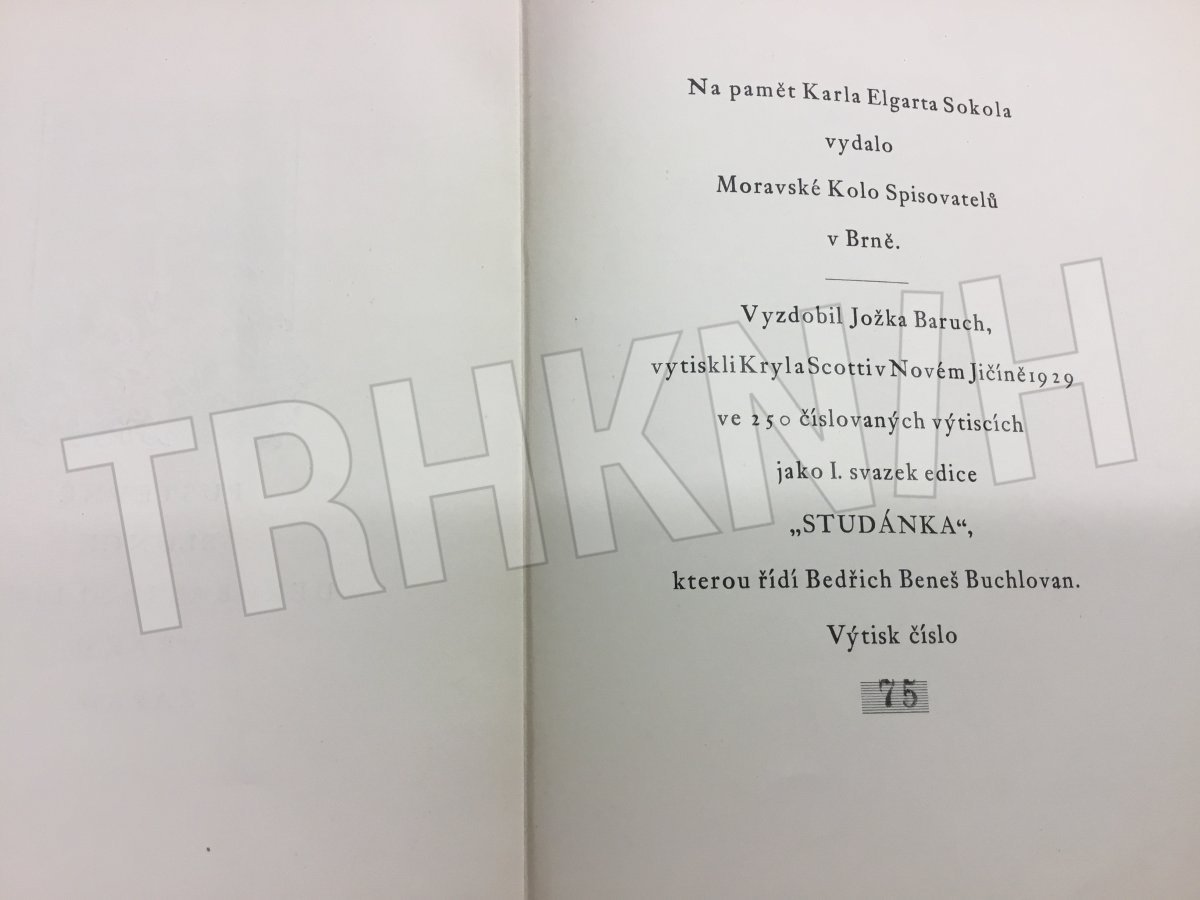 Na pamět Karla Elgarta Sokola
vydalo
Moravské Kolo Spisovatelů
v Brně.
Vyzdobil Jožka Baruch,
vytiskli Kryl a Scotti v Novém Jičíně 1929
ve 250 číslovaných výtiscích
jako I. svazek edice
„STUDÁNKA“,
kterou řídí Bedřich Beneš Buchlovan.
Výtisk číslo
75
TRHKNIH